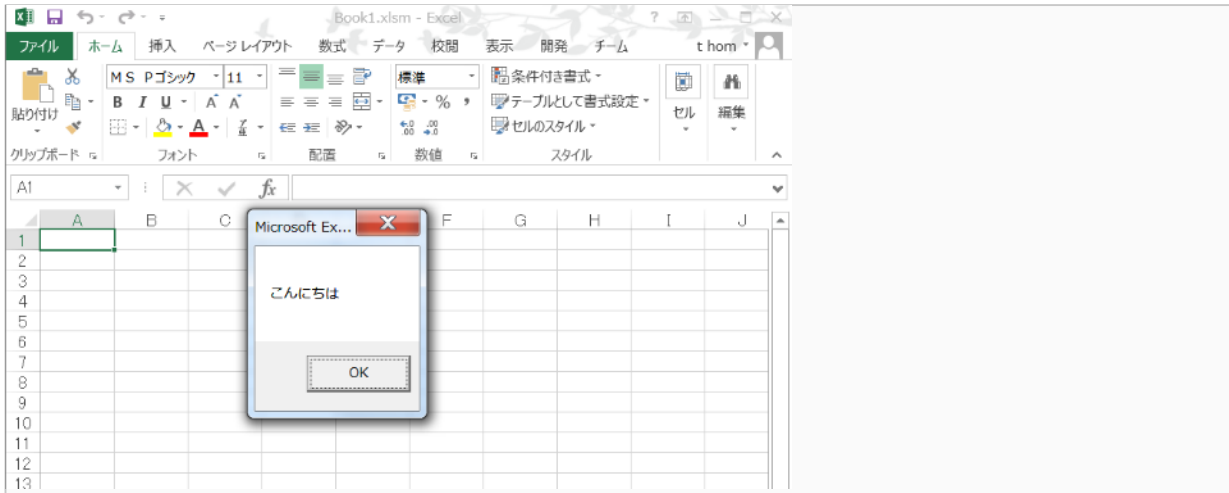 Book1.xlsm - Excel
ファイル ホーム 挿入 ページ レイアウト 数式 データ 校閲 表示 開発 チーム t hom
ＭＳ Ｐゴシック 11 標準 条件付き書式
貼り付け B I U A A % , テーブルとして書式設定 セル 編集
A セルのスタイル
クリップボード フォント 配置 数値 スタイル
A1 fx
A B C F G H I J
Microsoft Ex...
こんにちは
OK
1
2
3
4
5
6
7
8
9
10
11
12
13